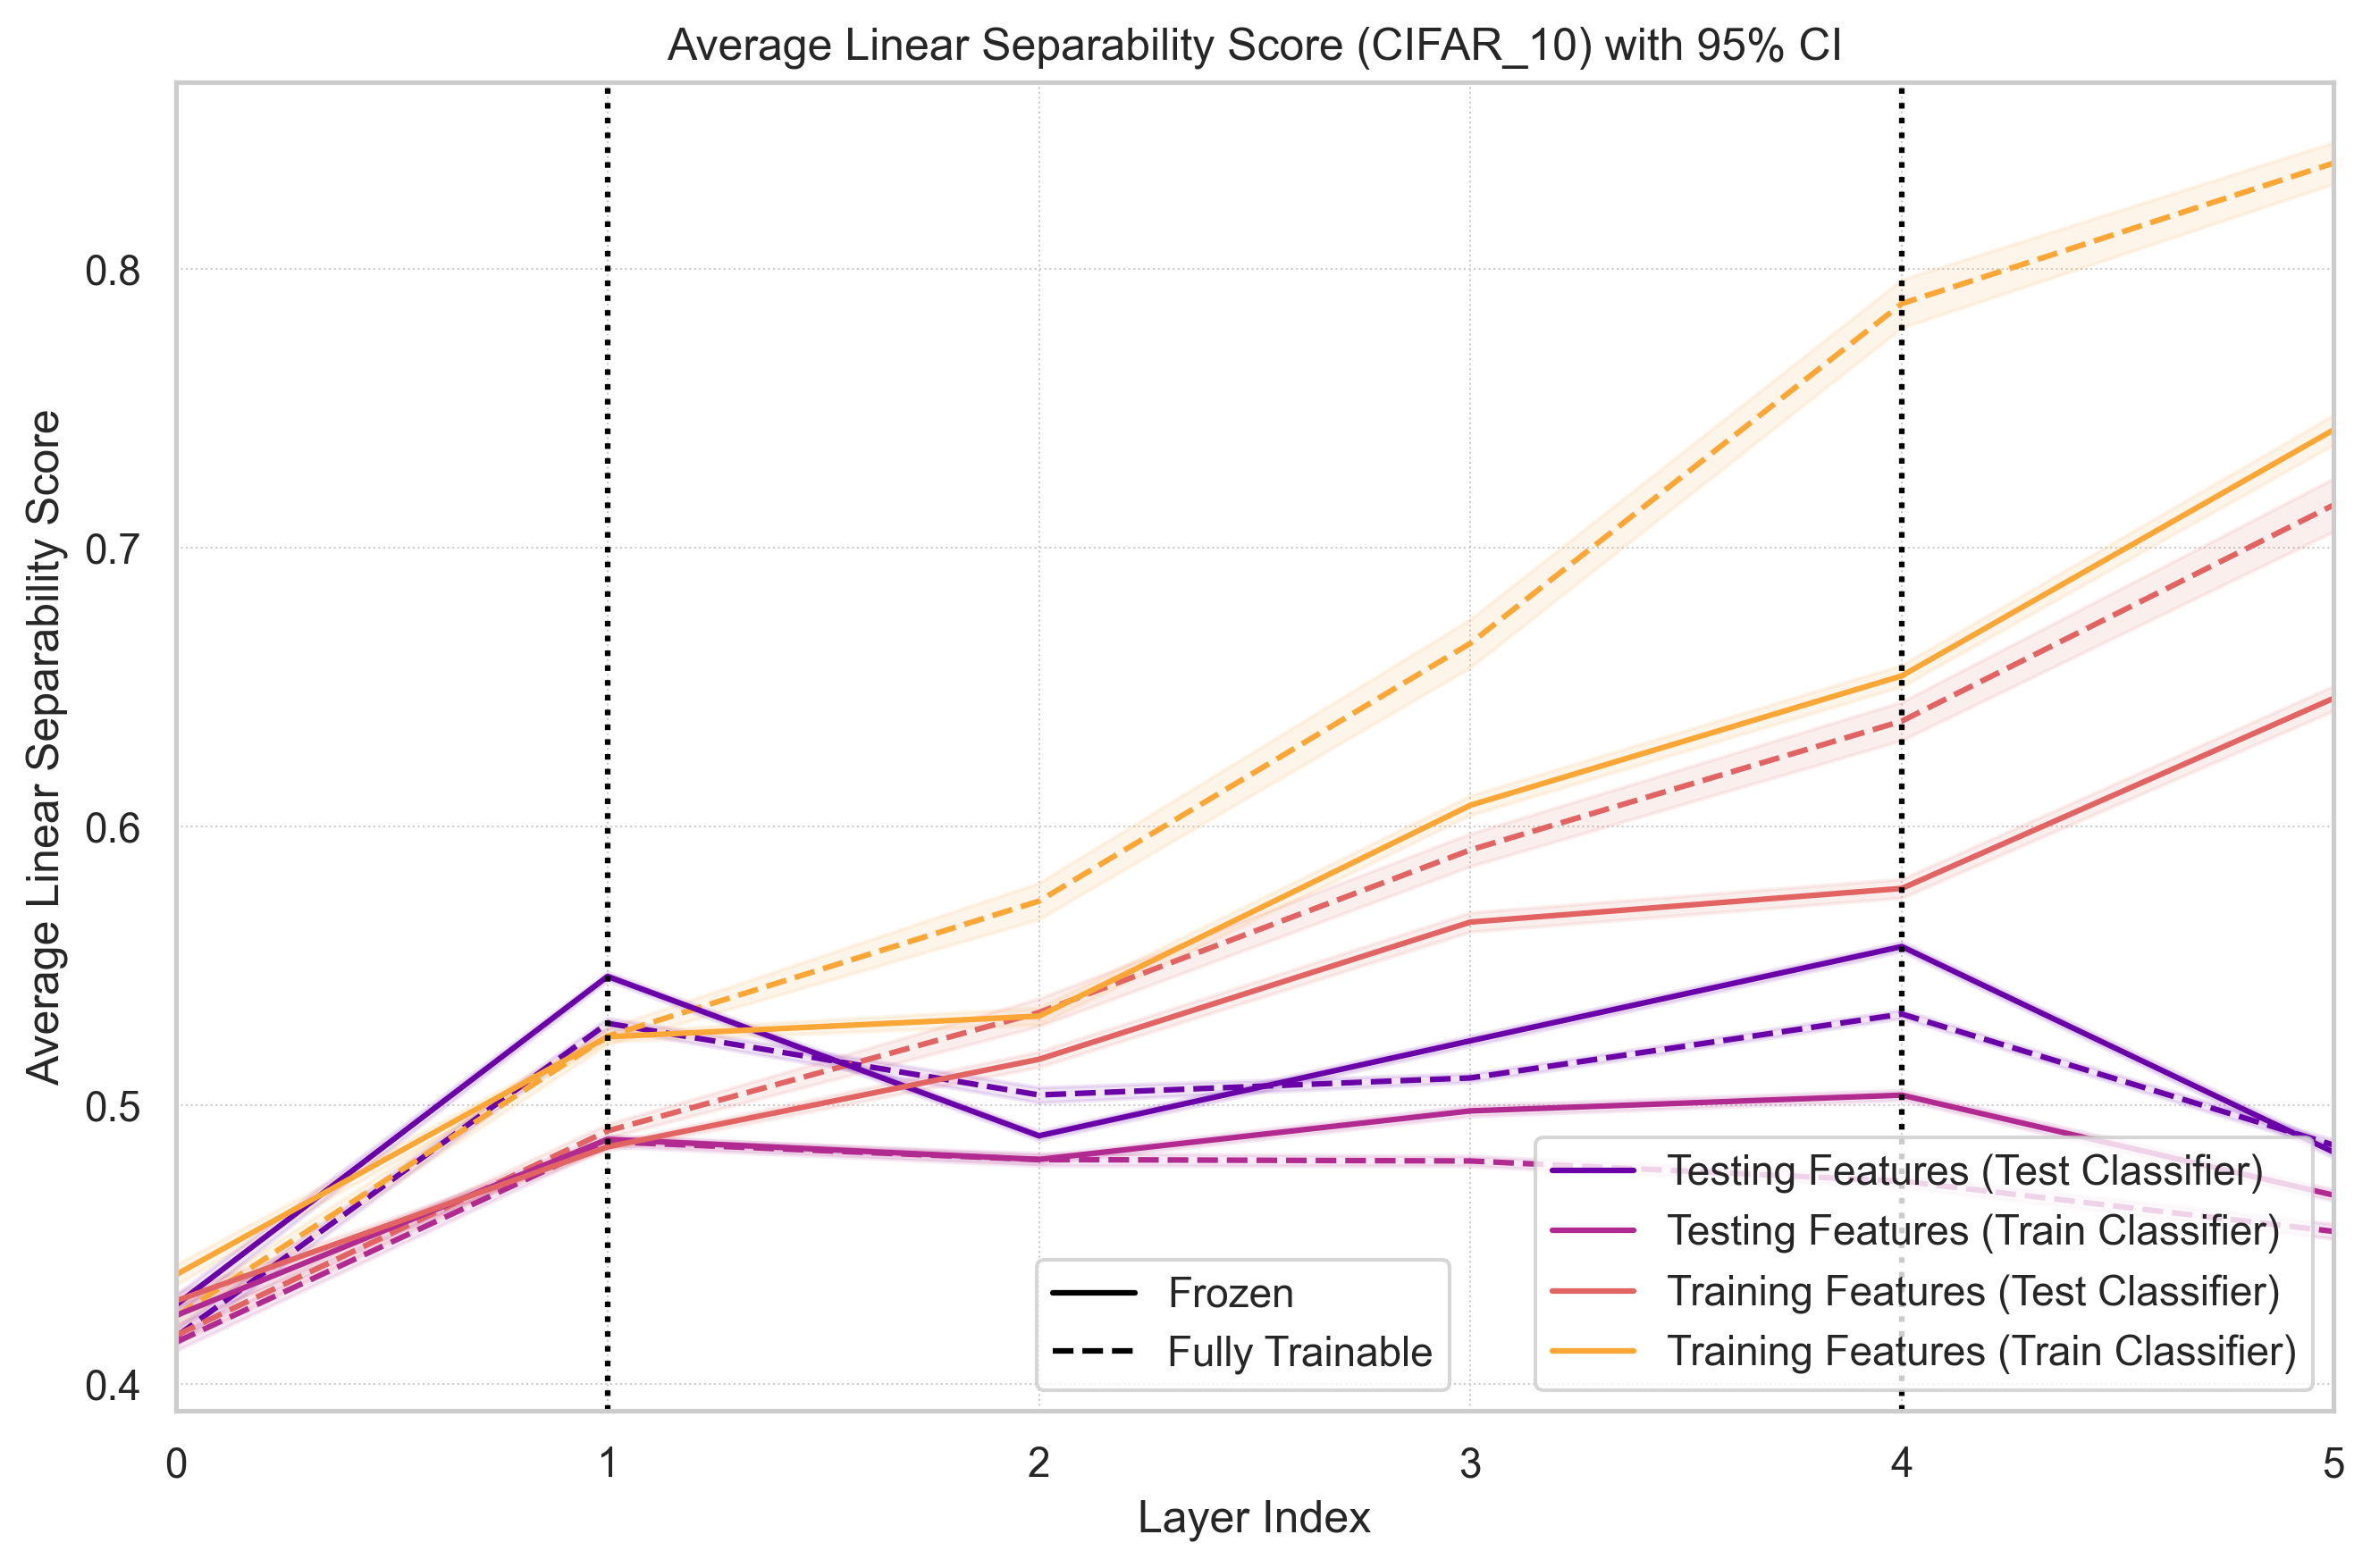 Average Linear Separability Score (CIFAR_10) with 95% CI
Average Linear Separability Score
0.8
0.7
0.6
0.5
0.4
Frozen
Fully Trainable
Testing Features (Test Classifier)
Testing Features (Train Classifier)
Training Features (Test Classifier)
Training Features (Train Classifier)
0 1 2 3 4 5
Layer Index